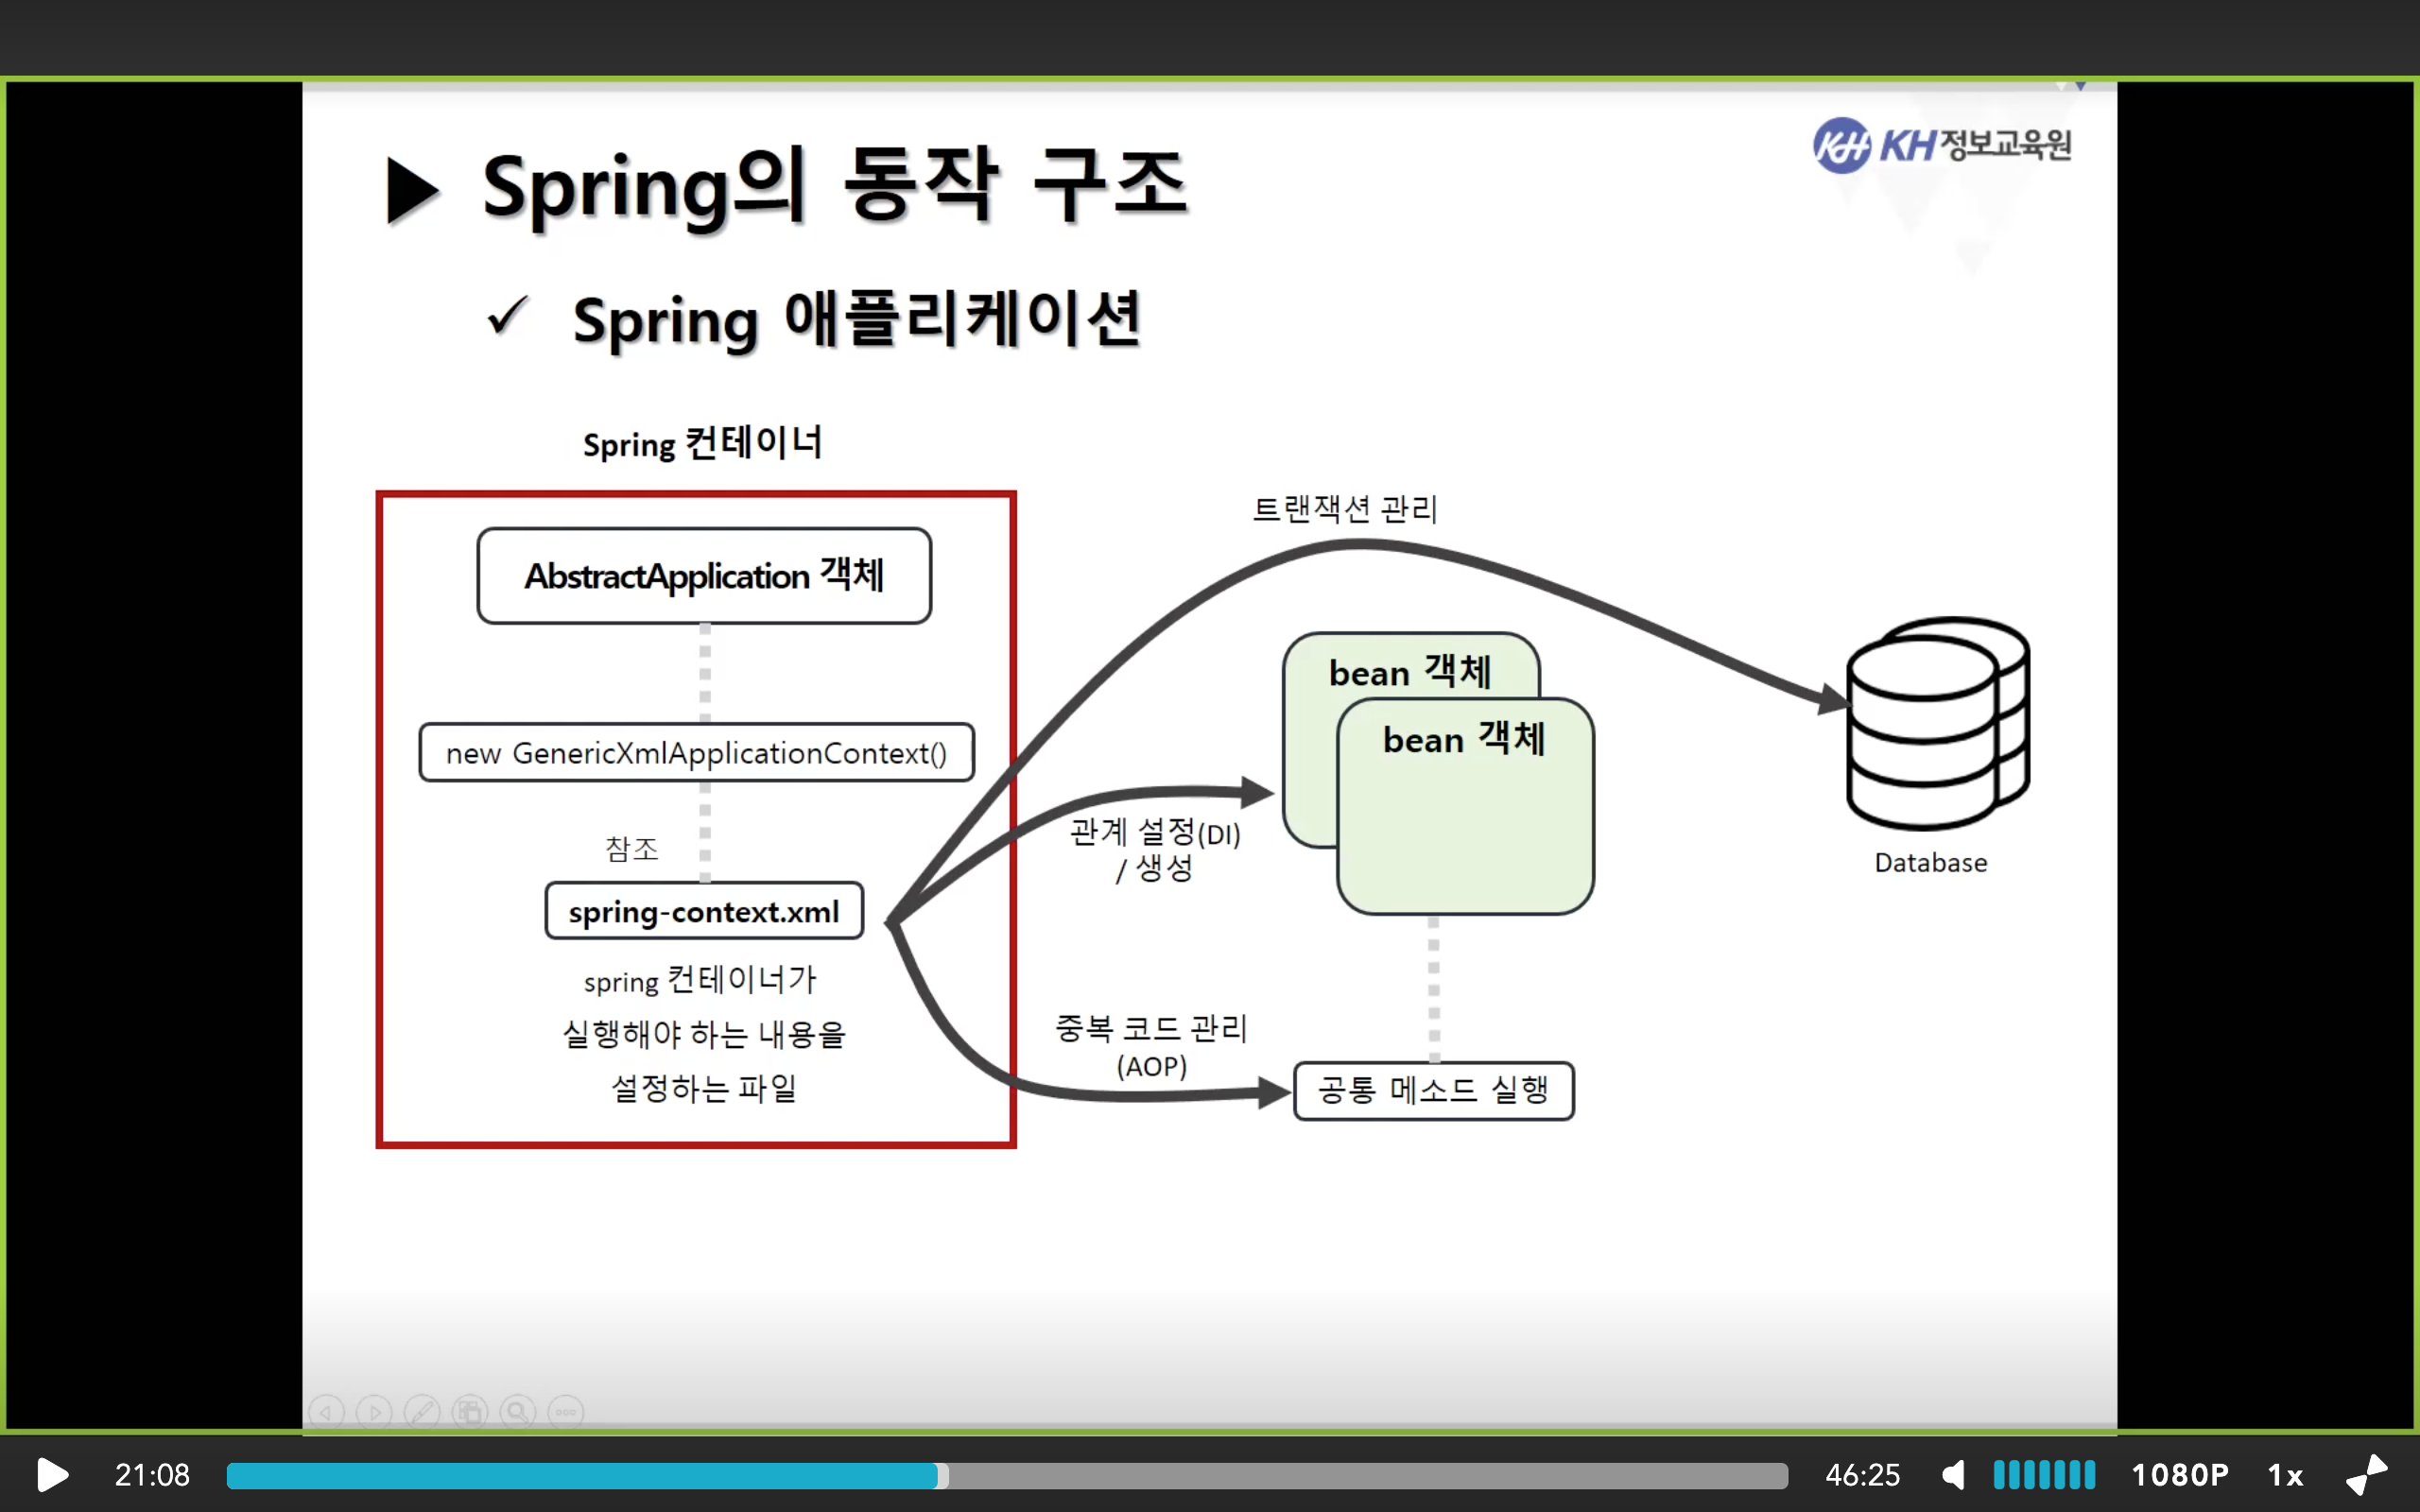 KH KH정보교육원
▶ Spring의 동작 구조
✓ Spring 애플리케이션
Spring 컨테이너
AbstractApplication 객체
new GenericXmlApplicationContext()
참조
spring-context.xml
spring 컨테이너가
실행해야 하는 내용을
설정하는 파일
트랜잭션 관리
bean 객체
bean 객체
관계 설정(DI)
/ 생성
중복 코드 관리
(AOP)
공통 메소드 실행
Database
21:08
46:25
1080P
1x